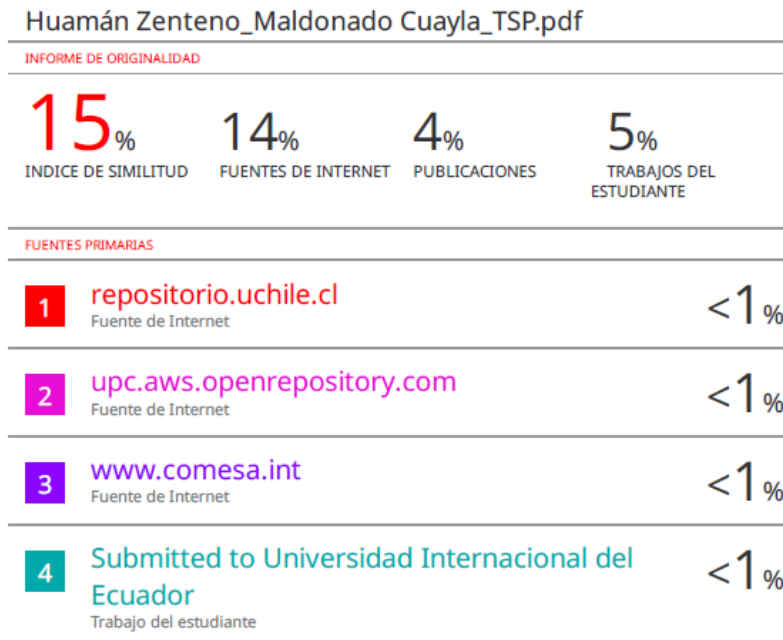 Huamán Zenteno_Maldonado Cuayla_TSP.pdf
INFORME DE ORIGINALIDAD
15% 14% 4% 5%
INDICE DE SIMILITUD FUENTES DE INTERNET PUBLICACIONES TRABAJOS DEL
ESTUDIANTE
FUENTES PRIMARIAS
1 repositorio.uchile.cl <1%
Fuente de Internet
2 upc.aws.openrepository.com <1%
Fuente de Internet
3 www.comesa.int <1%
Fuente de Internet
4 Submitted to Universidad Internacional del <1%
Ecuador
Trabajo del estudiante